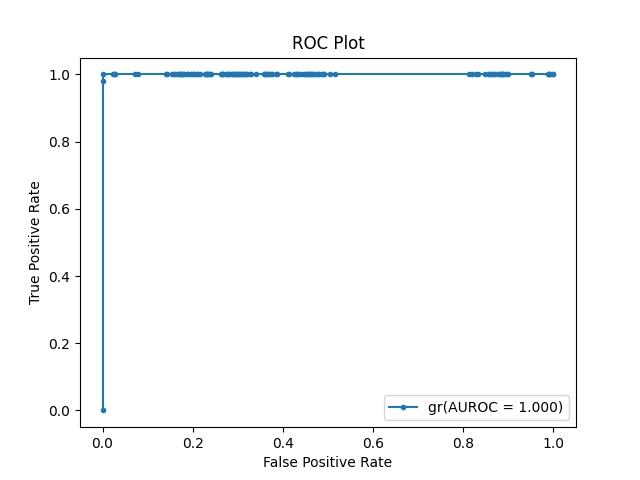 ROC Plot
True Positive Rate
1.0
0.8
0.6
0.4
0.2
0.0
gr(AUROC = 1.000)
0.0 0.2 0.4 0.6 0.8 1.0
False Positive Rate